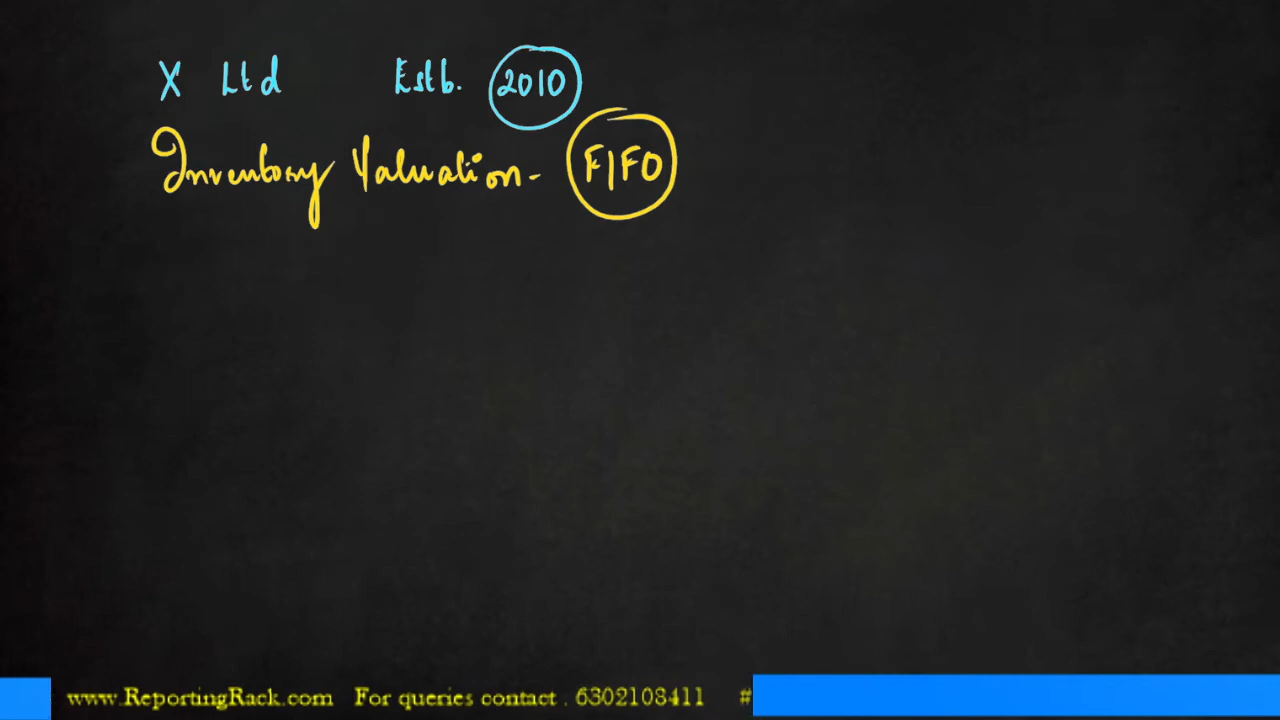 X Ltd Estb. 2010
Inventory Valuation - FIFO
www.ReportingRack.com For queries contact . 6302108411 #